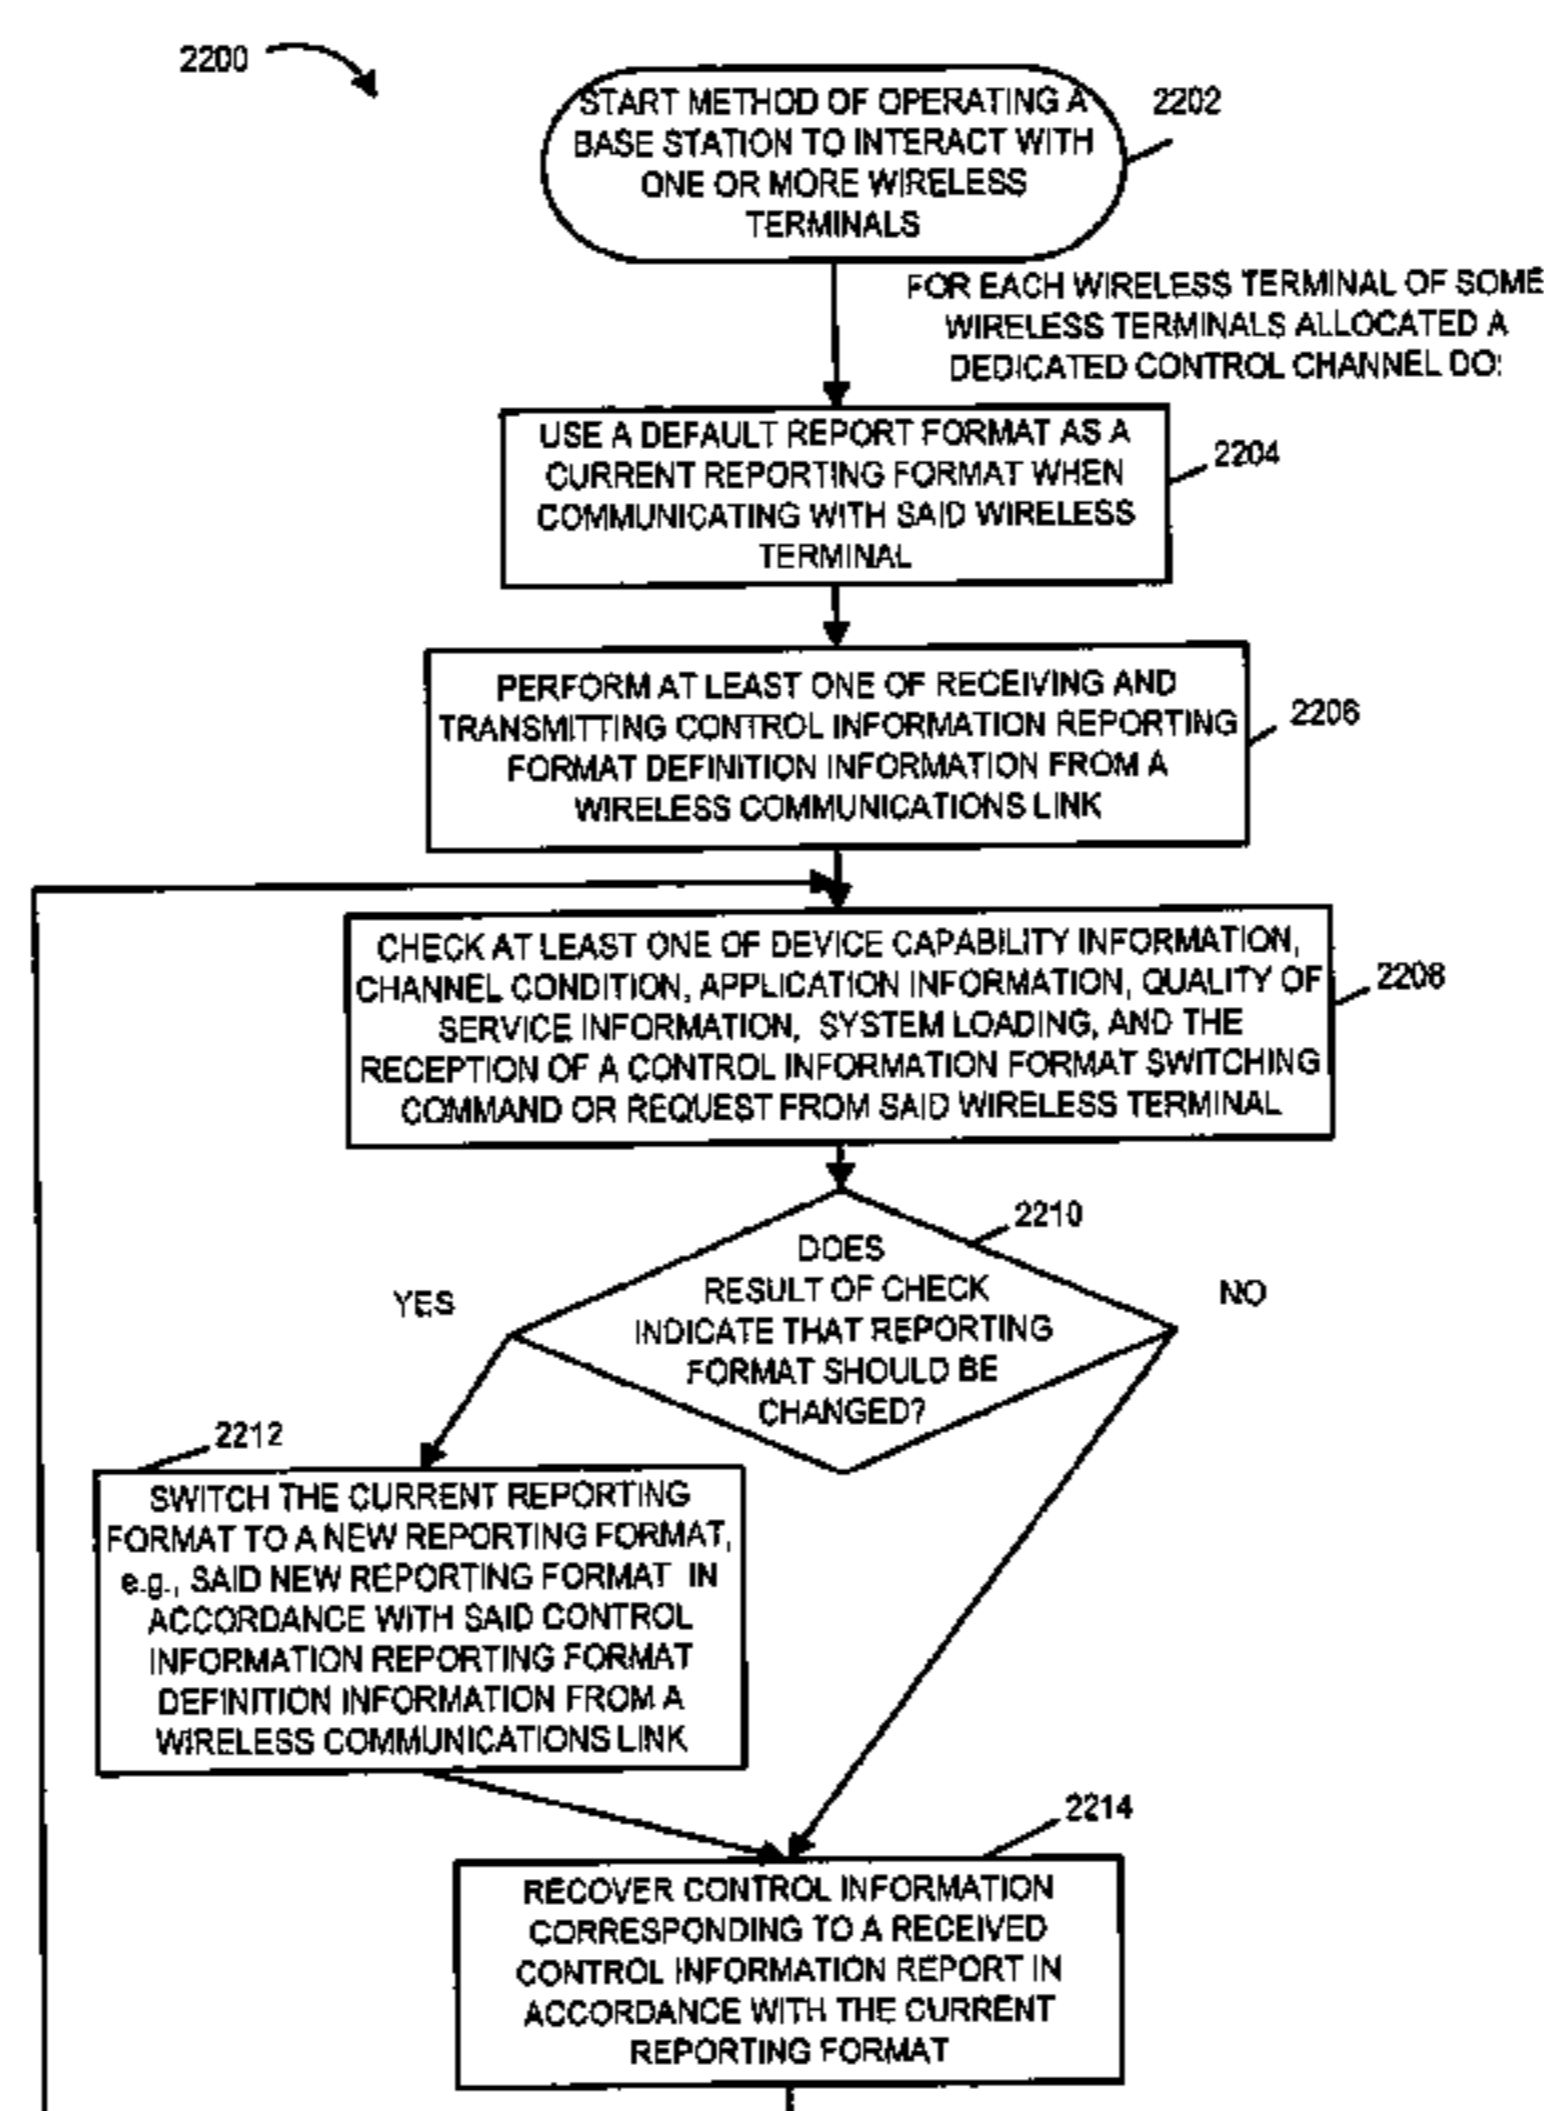 2200
START METHOD OF OPERATING A
BASE STATION TO INTERACT WITH
ONE OR MORE WIRELESS
TERMINALS
2202
FOR EACH WIRELESS TERMINAL OF SOME
WIRELESS TERMINALS ALLOCATED A
DEDICATED CONTROL CHANNEL DO:
USE A DEFAULT REPORT FORMAT AS A
CURRENT REPORTING FORMAT WHEN
COMMUNICATING WITH SAID WIRELESS
TERMINAL
2204
PERFORM AT LEAST ONE OF RECEIVING AND
TRANSMITTING CONTROL INFORMATION REPORTING
FORMAT DEFINITION INFORMATION FROM A
WIRELESS COMMUNICATIONS LINK
2206
CHECK AT LEAST ONE OF DEVICE CAPABILITY INFORMATION,
CHANNEL CONDITION, APPLICATION INFORMATION, QUALITY OF
SERVICE INFORMATION, SYSTEM LOADING, AND THE
RECEPTION OF A CONTROL INFORMATION FORMAT SWITCHING
COMMAND OR REQUEST FROM SAID WIRELESS TERMINAL
2208
2210
DOES
RESULT OF CHECK
INDICATE THAT REPORTING
FORMAT SHOULD BE
CHANGED?
YES
NO
2212
SWITCH THE CURRENT REPORTING
FORMAT TO A NEW REPORTING FORMAT,
e.g., SAID NEW REPORTING FORMAT IN
ACCORDANCE WITH SAID CONTROL
INFORMATION REPORTING FORMAT
DEFINITION INFORMATION FROM A
WIRELESS COMMUNICATIONS LINK
2214
RECOVER CONTROL INFORMATION
CORRESPONDING TO A RECEIVED
CONTROL INFORMATION REPORT IN
ACCORDANCE WITH THE CURRENT
REPORTING FORMAT